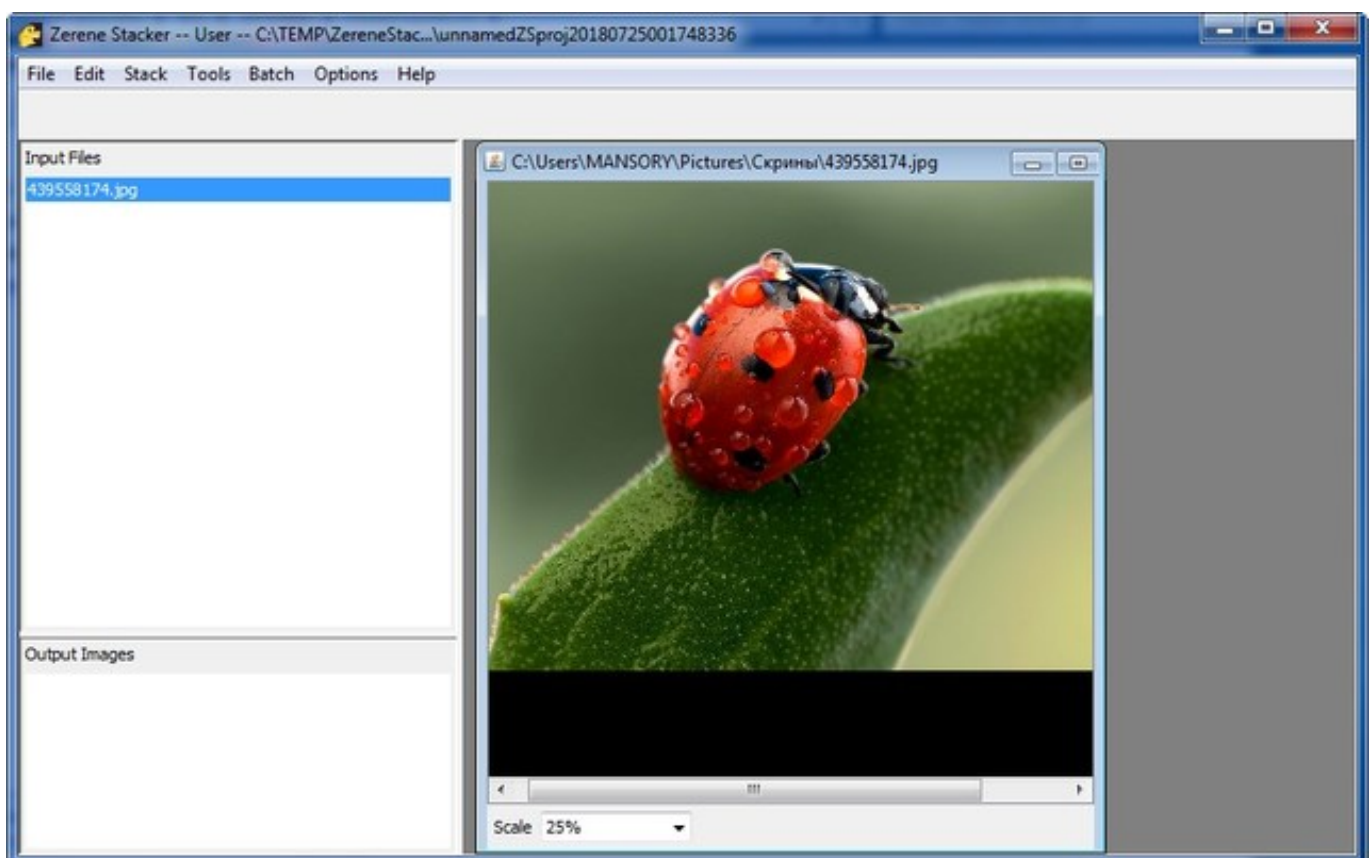 Zerene Stacker -- User -- C:\TEMP\ZereneStac...\unnamedZSproj20180725001748336
File Edit Stack Tools Batch Options Help
Input Files
439558174.jpg
C:\Users\MANSORY\Pictures\Скрины\439558174.jpg
Output Images
Scale 25%